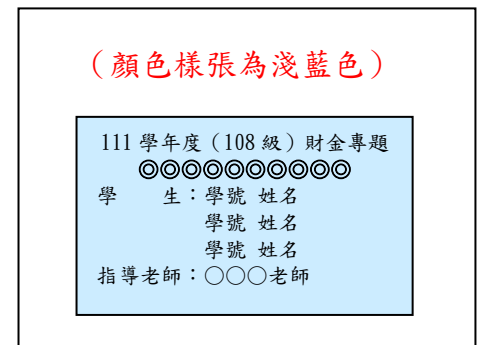 （顏色樣張為淺藍色）
111 學年度（108 級）財金專題
◎◎◎◎◎◎◎◎◎◎
學　　生：學號 姓名
學號 姓名
學號 姓名
指導老師：○○○老師